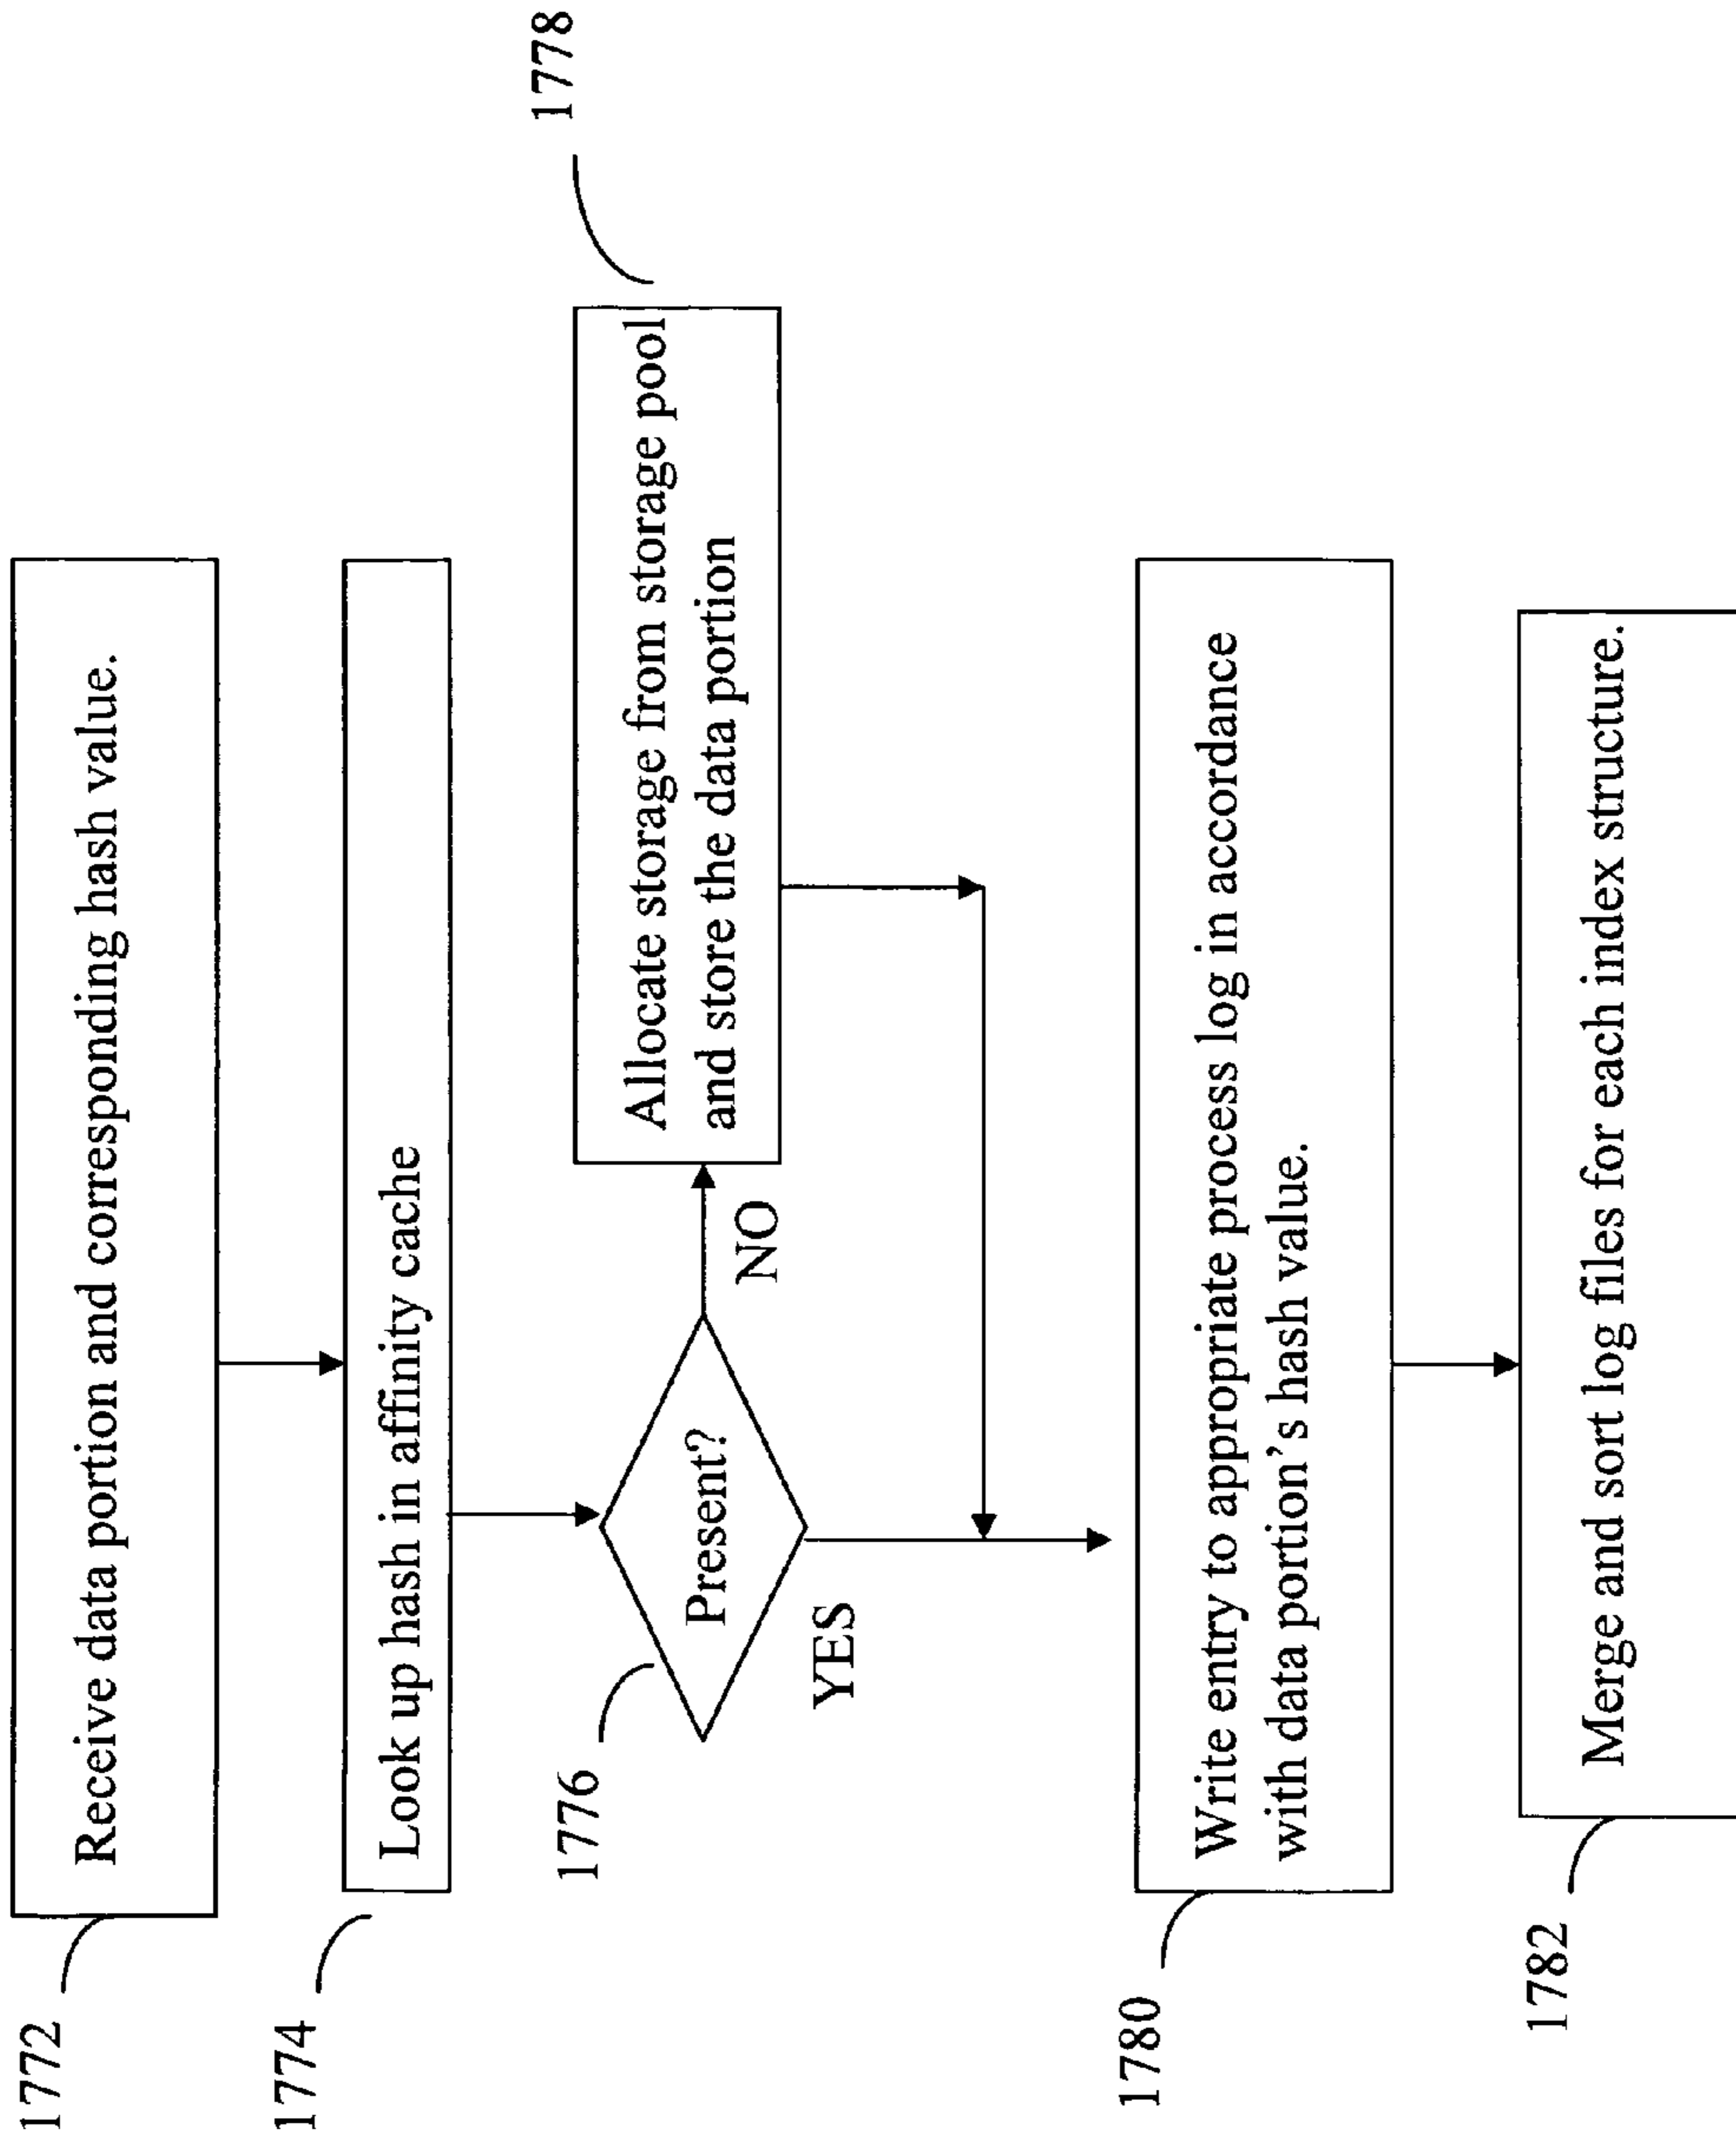 1772
Receive data portion and corresponding hash value.
1774
Look up hash in affinity cache
1776
Present?
NO
YES
1778
Allocate storage from storage pool
and store the data portion
1780
Write entry to appropriate process log in accordance
with data portion's hash value.
1782
Merge and sort log files for each index structure.